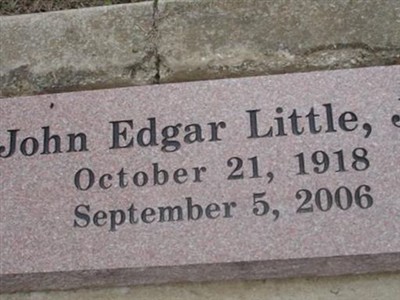 John Edgar Little, J
October 21, 1918
September 5, 2006